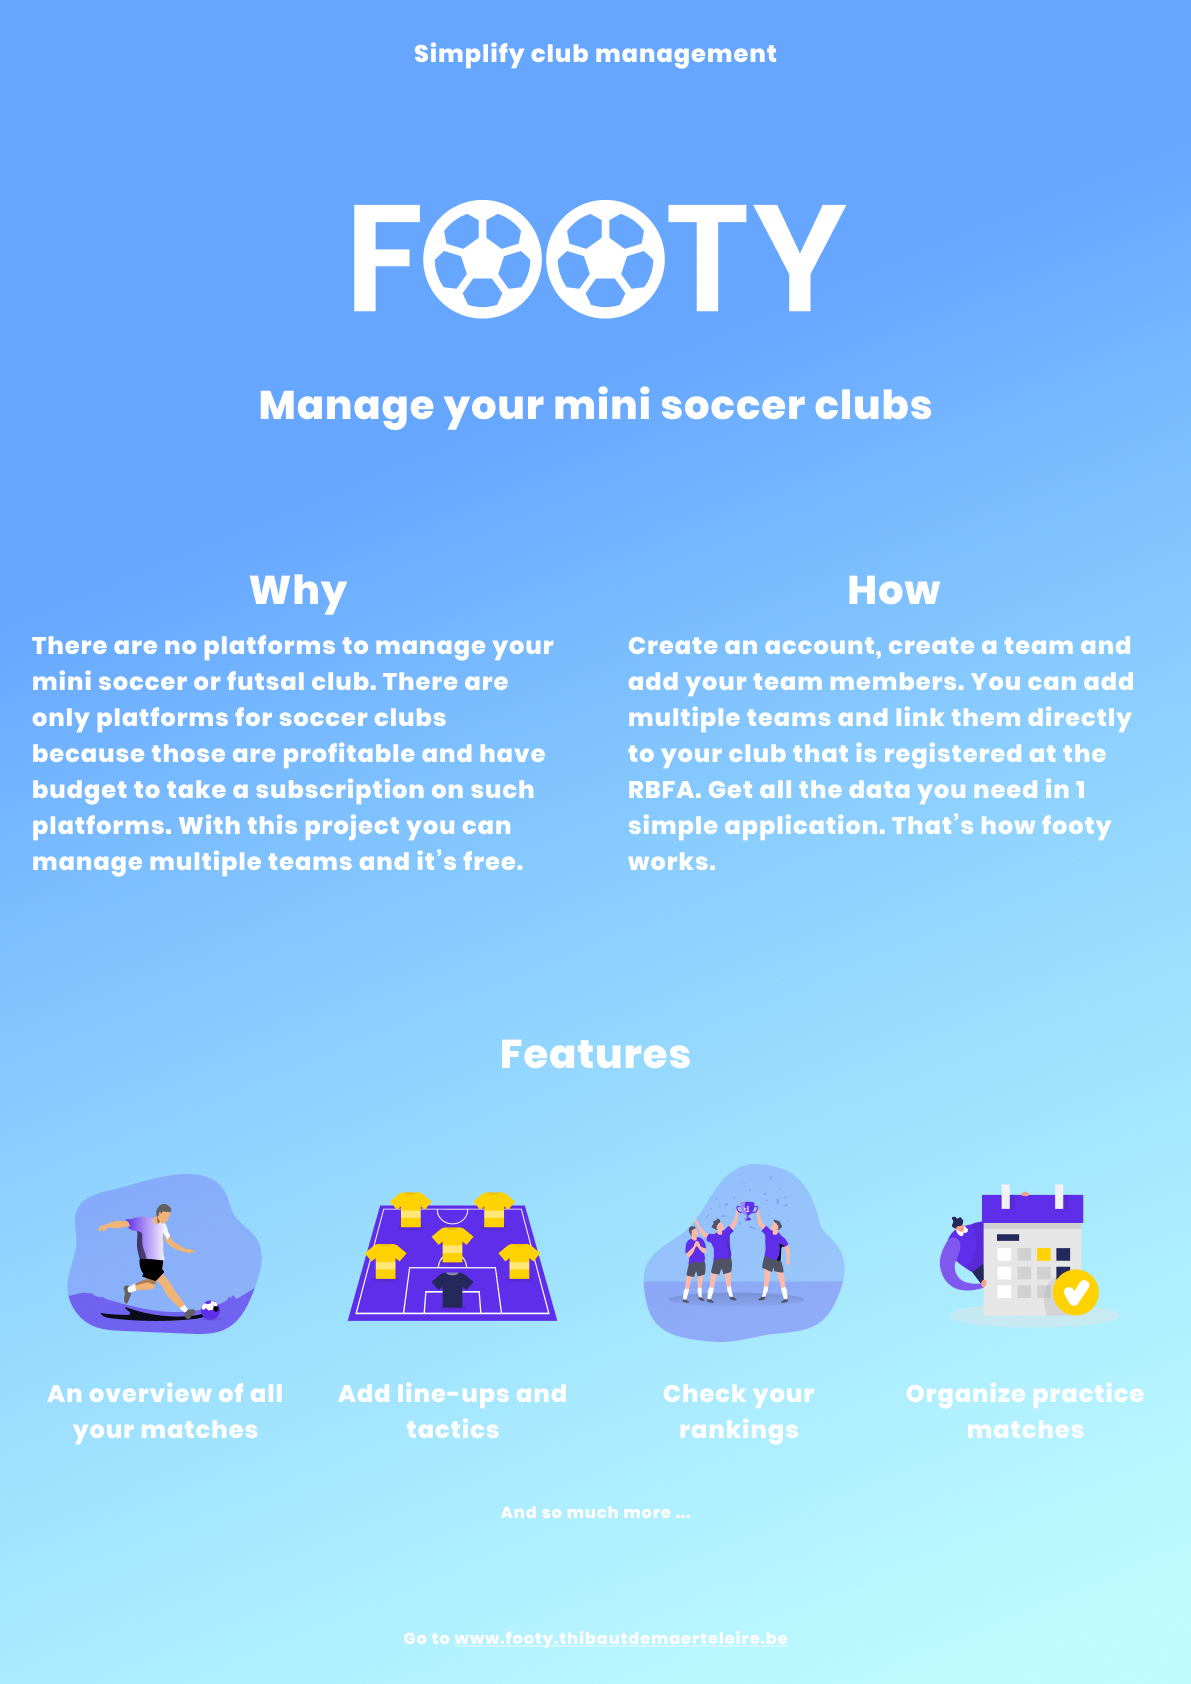 Simplify club management
FOOTY
Manage your mini soccer clubs
Why
There are no platforms to manage your
mini soccer or futsal club. There are
only platforms for soccer clubs
because those are profitable and have
budget to take a subscription on such
platforms. With this project you can
manage multiple teams and it's free.
How
Create an account, create a team and
add your team members. You can add
multiple teams and link them directly
to your club that is registered at the
RBFA. Get all the data you need in 1
simple application. That's how footy
works.
Features
An overview of all
your matches
Add line-ups and
tactics
Check your
rankings
Organize practice
matches
And so much more ...
Go to www.footy.thibautdemaerteleire.be